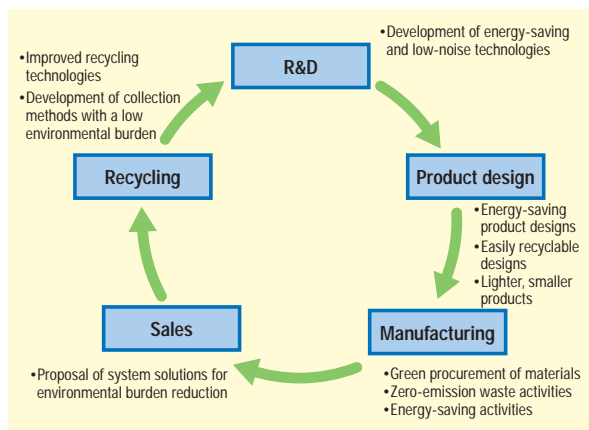 R&D
•Development of energy-saving
and low-noise technologies
Product design
•Energy-saving
product designs
•Easily recyclable
designs
•Lighter, smaller
products
Manufacturing
•Green procurement of materials
•Zero-emission waste activities
•Energy-saving activities
Sales
•Proposal of system solutions for
environmental burden reduction
Recycling
•Improved recycling
technologies
•Development of collection
methods with a low
environmental burden